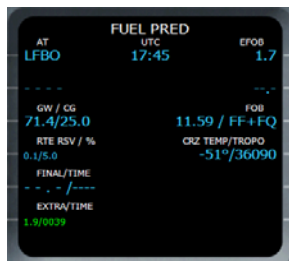 FUEL PRED
AT UTC EFOB
LFBO 17:45 1.7
- - - - --.-
GW / CG FOB
71.4/25.0 11.59 / FF+FQ
RTE RSV / % CRZ TEMP/TROPO
0.1/5.0 -51°/36090
FINAL/TIME
- - . - /----
EXTRA/TIME
1.9/0039